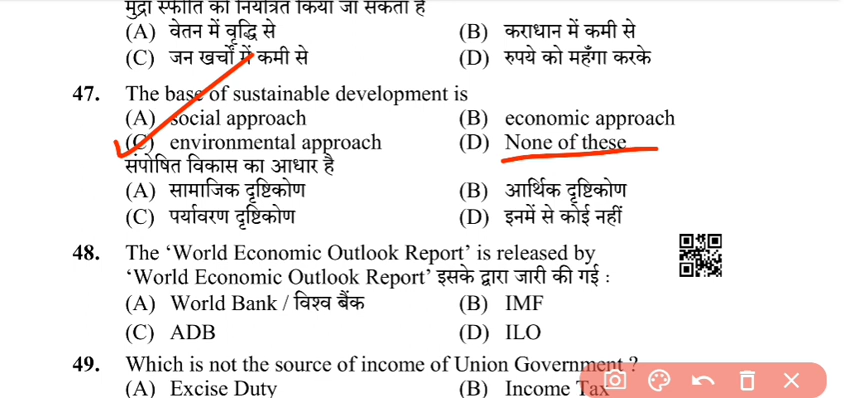 मुद्रा स्फीति को नियंत्रित किया जा सकता है
(A) वेतन में वृद्धि से (B) कराधान में कमी से
(C) जन खर्चों में कमी से (D) रुपये को महँगा करके
47. The base of sustainable development is
(A) social approach (B) economic approach
(C) environmental approach (D) None of these
संपोषित विकास का आधार है
(A) सामाजिक दृष्टिकोण (B) आर्थिक दृष्टिकोण
(C) पर्यावरण दृष्टिकोण (D) इनमें से कोई नहीं
48. The ‘World Economic Outlook Report’ is released by
‘World Economic Outlook Report’ इसके द्वारा जारी की गई :
(A) World Bank / विश्व बैंक (B) IMF
(C) ADB (D) ILO
49. Which is not the source of income of Union Government ?
(A) Excise Duty (B) Income Tax